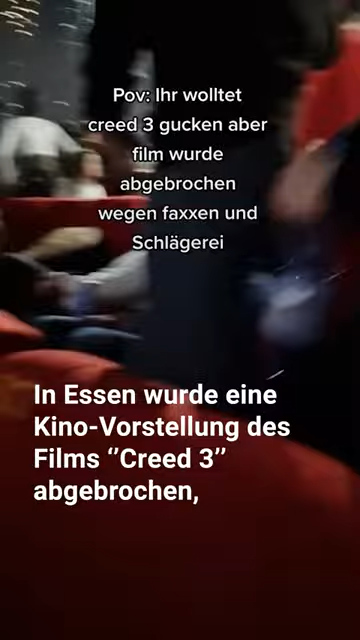 Pov: Ihr wolltet
creed 3 gucken aber
film wurde
abgebrochen
wegen faxxen und
Schlägerei
In Essen wurde eine
Kino-Vorstellung des
Films ‘’Creed 3’’
abgebrochen,